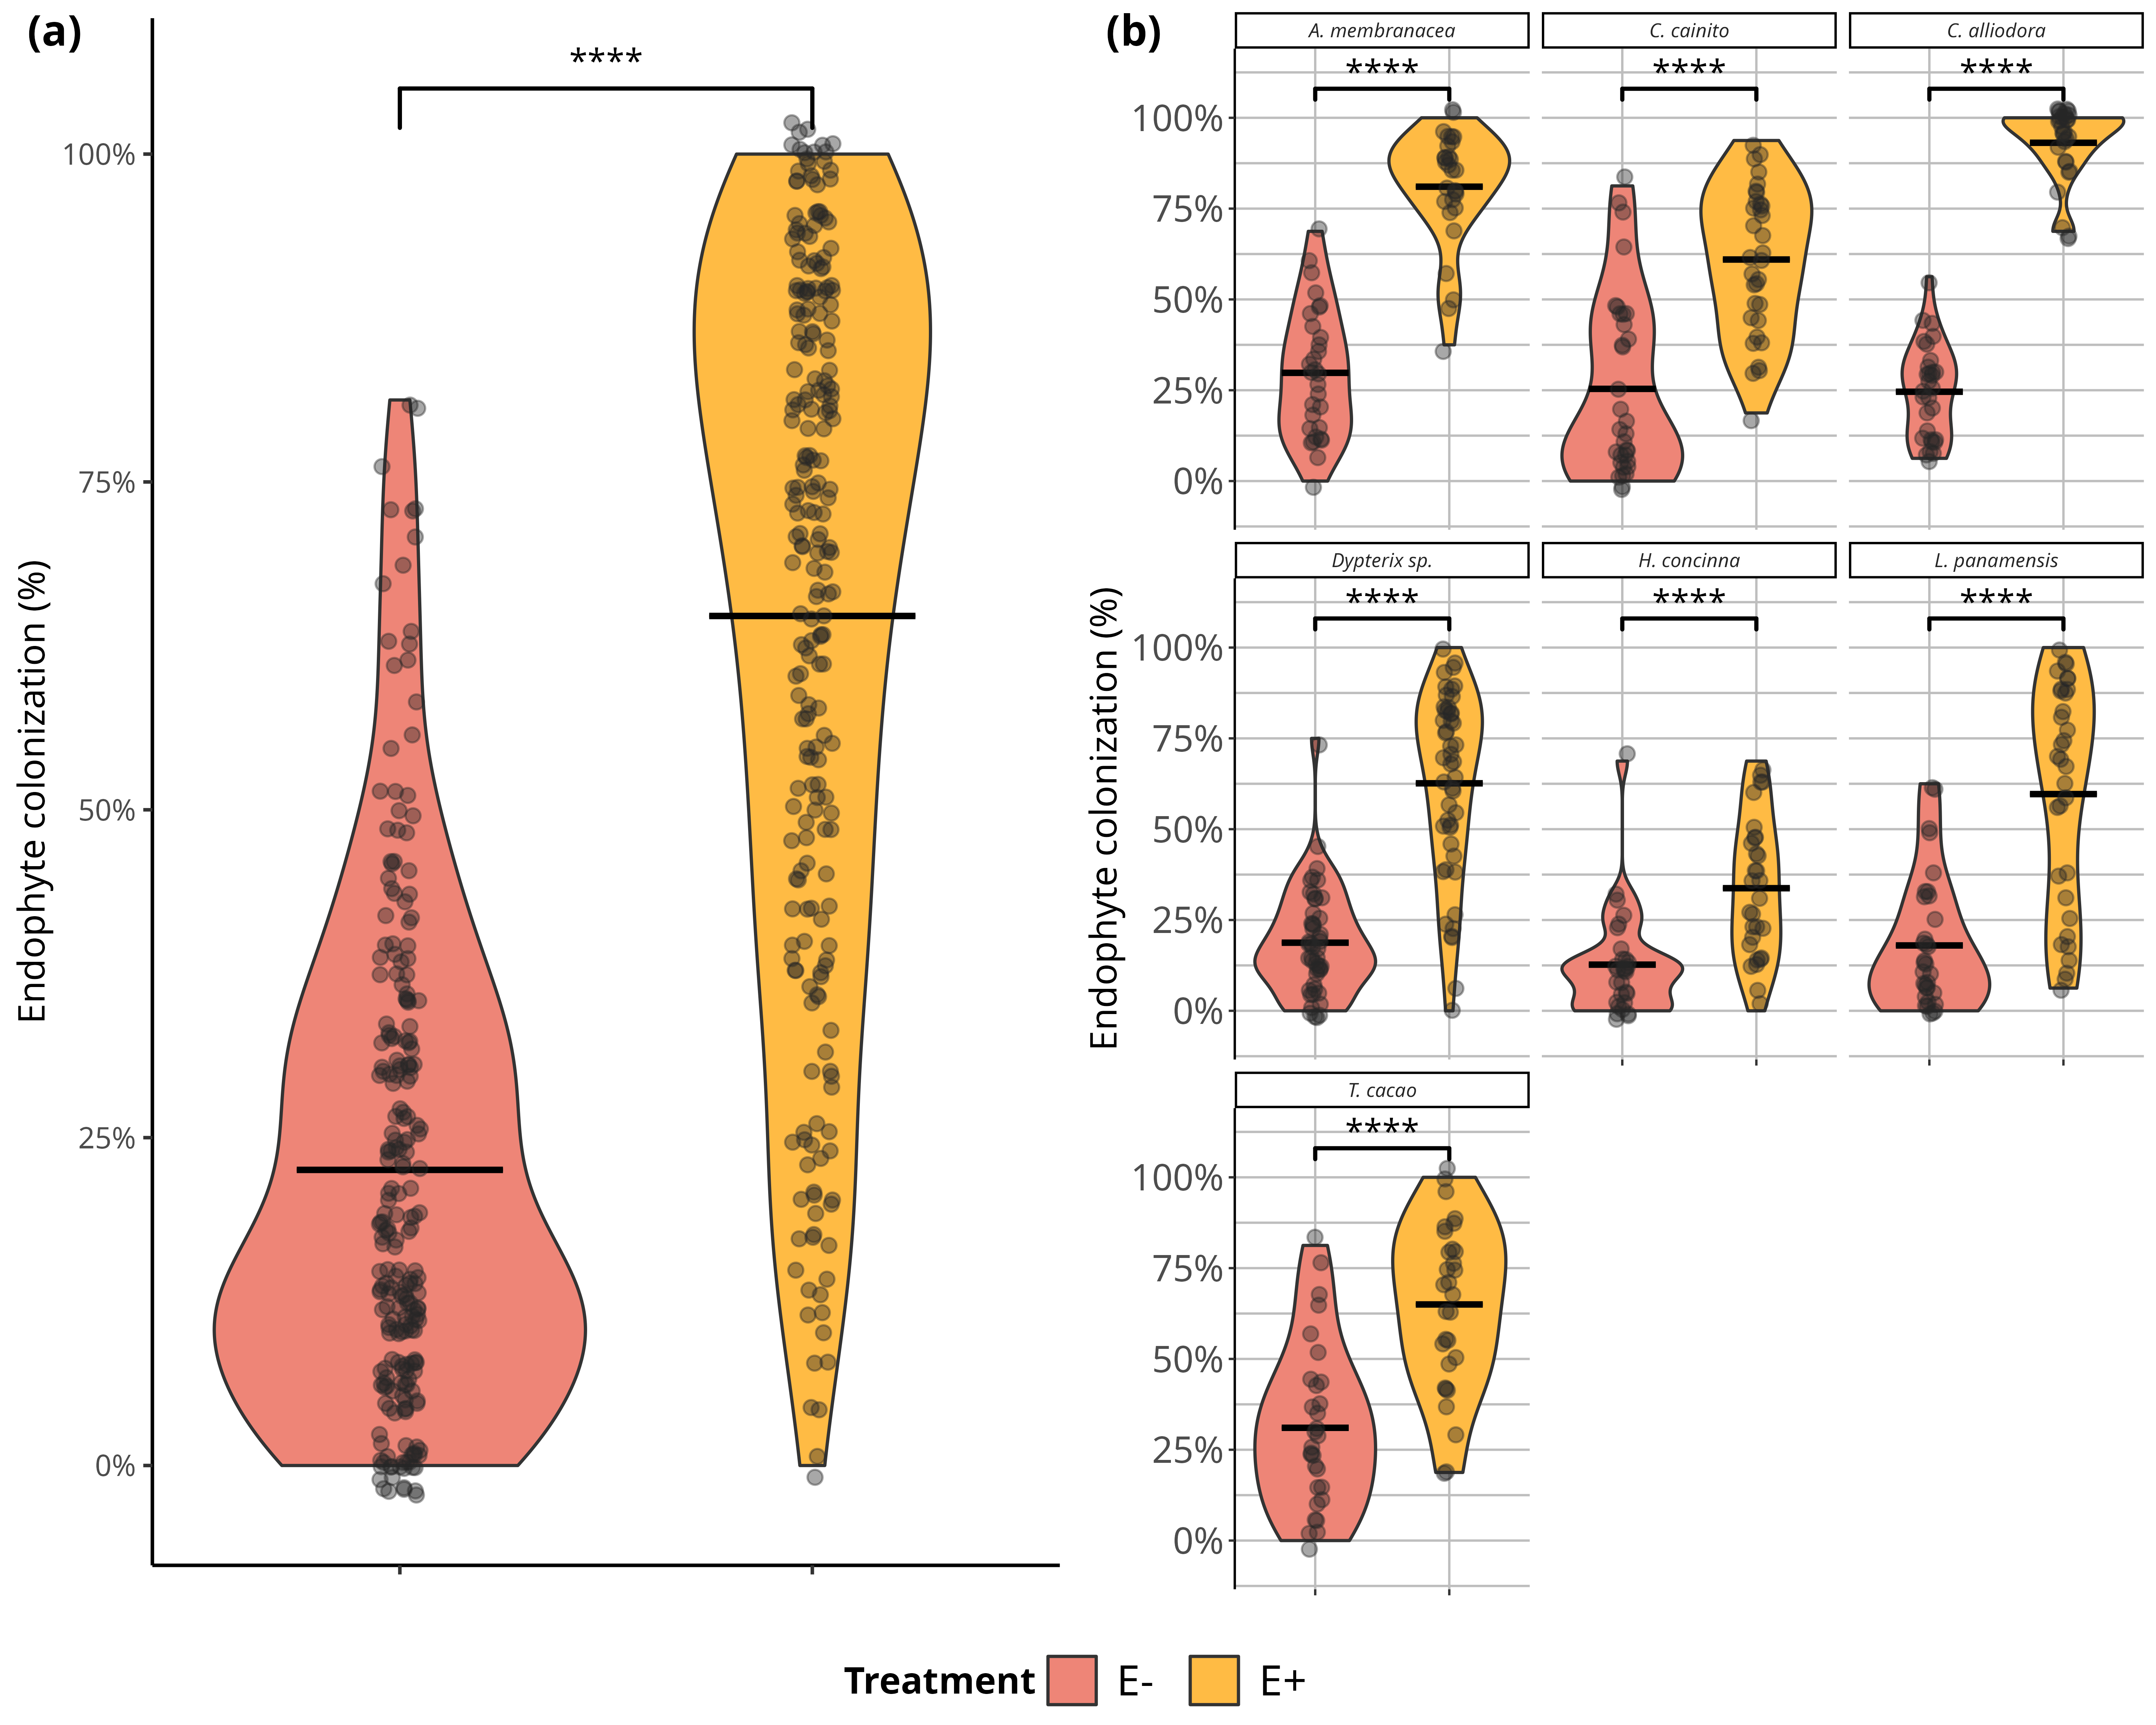 (a)
****
Endophyte colonization (%)
100%
75%
50%
25%
0%
(b)
Endophyte colonization (%)
A. membranacea
C. cainito
C. alliodora
****
****
****
100%
75%
50%
25%
0%
Dypterix sp.
H. concinna
L. panamensis
****
****
****
100%
75%
50%
25%
0%
T. cacao
****
100%
75%
50%
25%
0%
Treatment E- E+